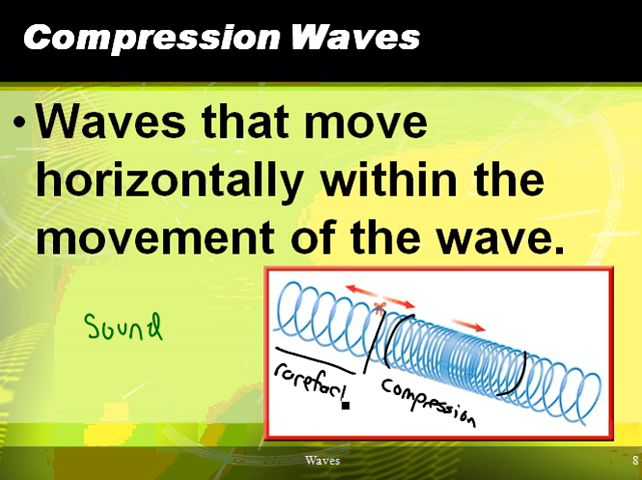 Compression Waves
• Waves that move
horizontally within the
movement of the wave.
Sound
rarefact
compression
Waves
8